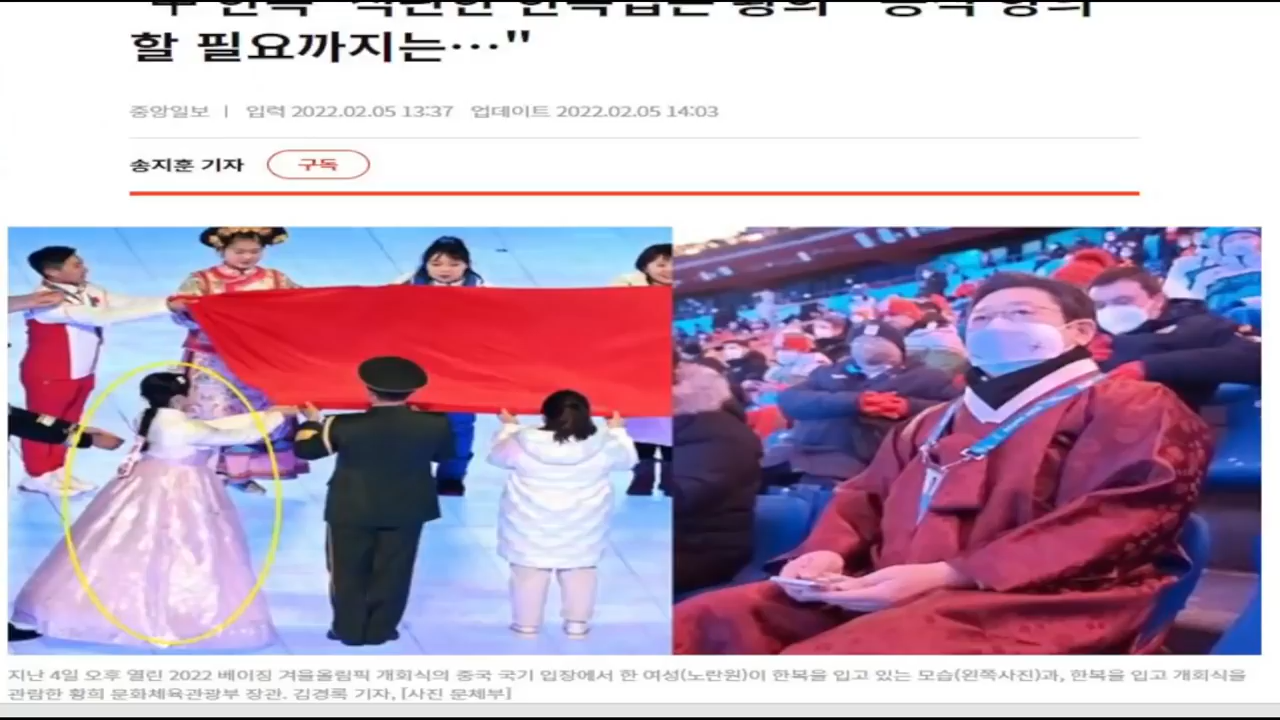 할 필요까지는…"
중앙일보 | 입력 2022.02.05 13:37 업데이트 2022.02.05 14:03
송지훈 기자 구독
지난 4일 오후 열린 2022 베이징 겨울올림픽 개회식의 중국 국기 입장에서 한 여성(노란원)이 한복을 입고 있는 모습(왼쪽사진)과, 한복을 입고 개회식을
관람한 황희 문화체육관광부 장관. 김경록 기자, [사진 문체부]